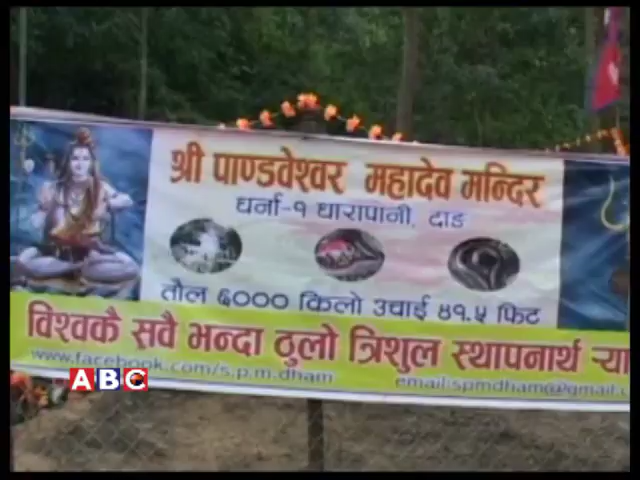 श्री पाण्डवेश्वर महादेव मन्दिर
धर्ना-१ धारापानी, दाङ
तौल ६००० किलो उचाई ४१.५ फिट
विश्वकै सवै भन्दा ठुलो त्रिशुल स्थापनार्थ
www.facebook.com/s.p.m.dham
email:spmdham@gmail.c
ABC